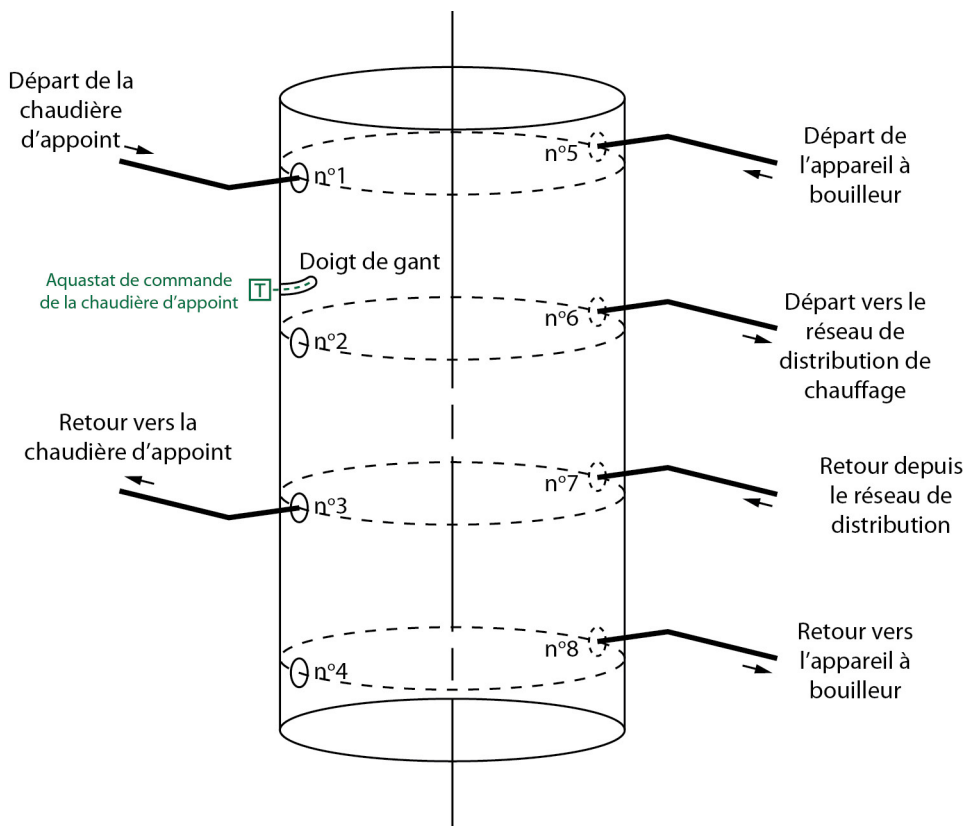 Départ de la
chaudière
d'appoint
n°1
n°5
Départ de
l'appareil à
bouilleur
Aquastat de commande
de la chaudière d'appoint
T
Doigt de gant
n°2
n°6
Départ vers le
réseau de
distribution de
chauffage
Retour vers la
chaudière d'appoint
n°3
n°7
Retour depuis
le réseau de
distribution
n°4
n°8
Retour vers
l'appareil à
bouilleur